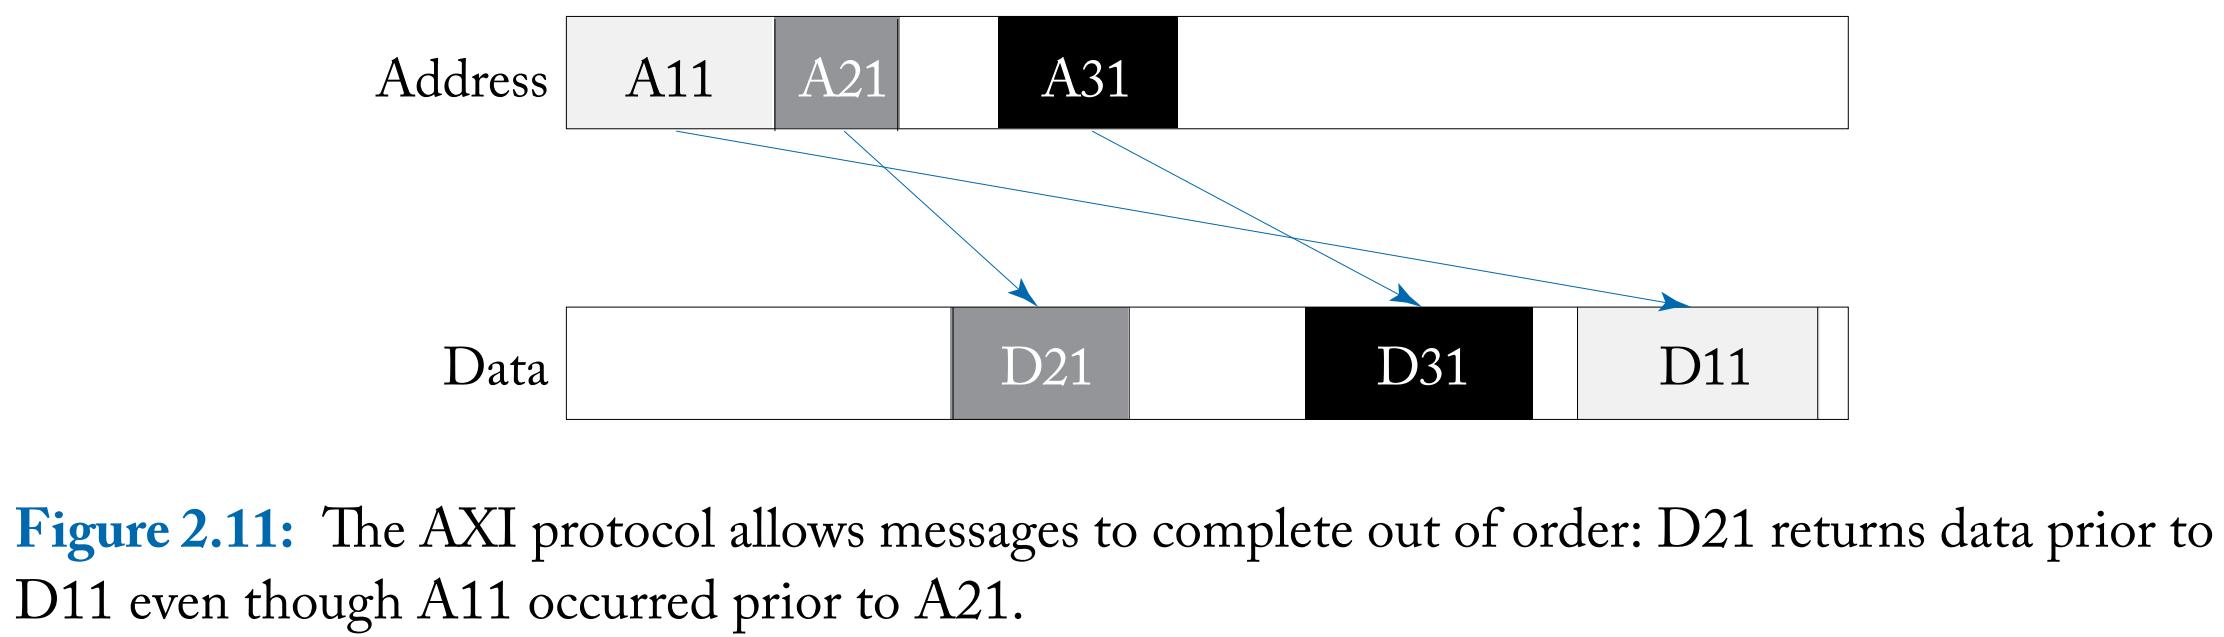 Address A11 A21 A31
Data D21 D31 D11
Figure 2.11: The AXI protocol allows messages to complete out of order: D21 returns data prior to
D11 even though A11 occurred prior to A21.